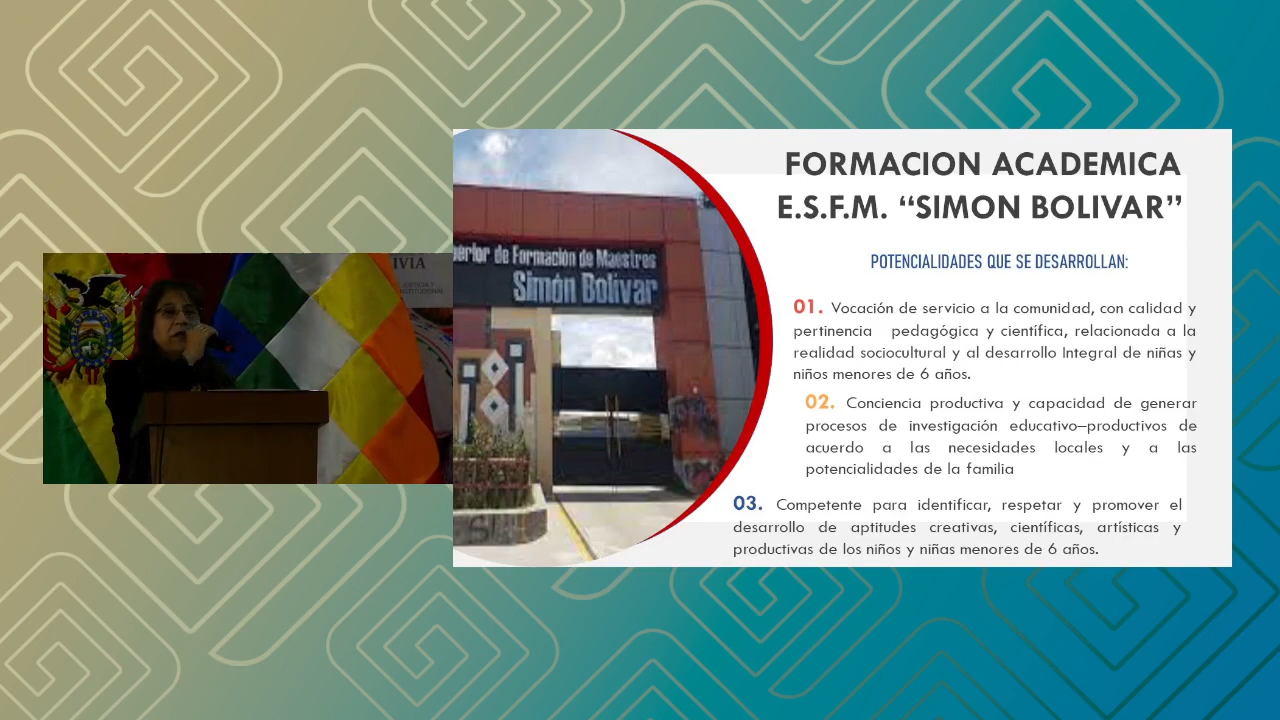 FORMACION ACADEMICA
E.S.F.M. “SIMON BOLIVAR”
POTENCIALIDADES QUE SE DESARROLLAN:
01. Vocación de servicio a la comunidad, con calidad y
pertinencia pedagógica y científica, relacionada a la
realidad sociocultural y al desarrollo Integral de niñas y
niños menores de 6 años.
02. Conciencia productiva y capacidad de generar
procesos de investigación educativo–productivos de
acuerdo a las necesidades locales y a las
potencialidades de la familia
03. Competente para identificar, respetar y promover el
desarrollo de aptitudes creativas, científicas, artísticas y
productivas de los niños y niñas menores de 6 años.
de Formación de Maestros
Simón Bolívar